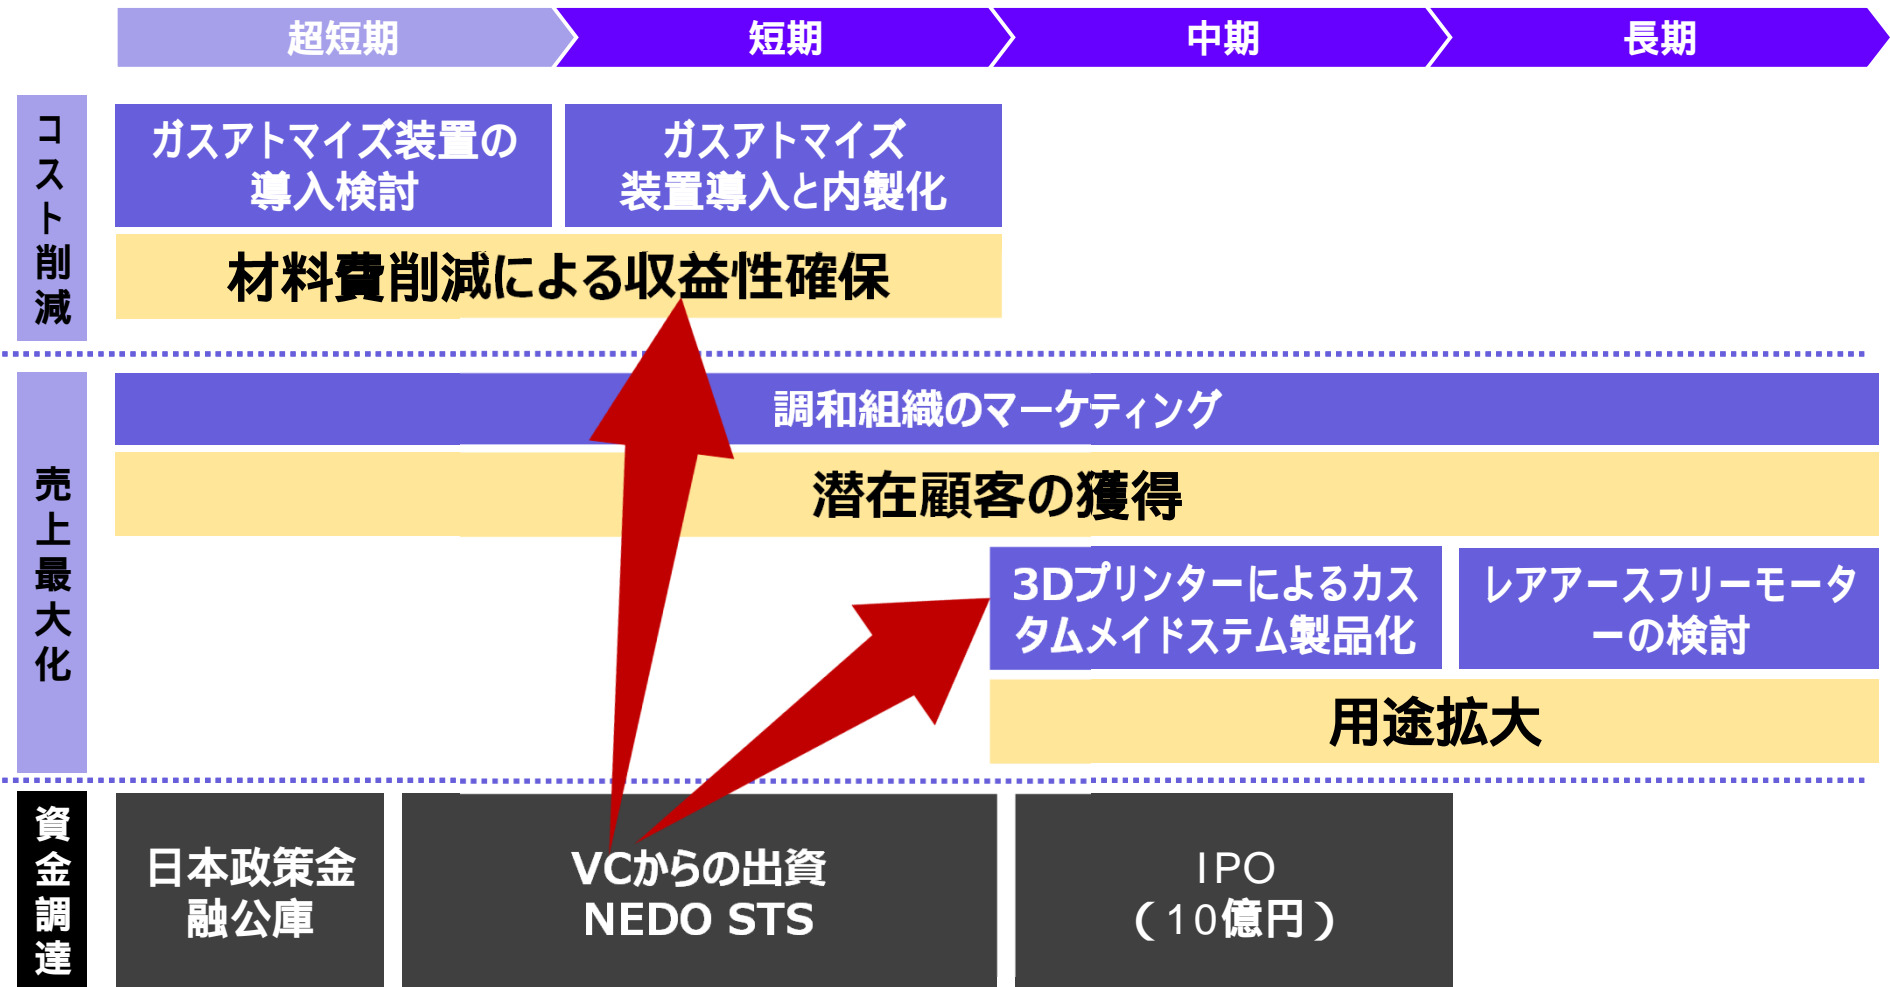 超短期
短期
中期
長期
コスト削減
ガスアトマイズ装置の
導入検討
ガスアトマイズ
装置導入と内製化
材料費削減による収益性確保
売上最大化
調和組織のマーケティング
潜在顧客の獲得
3Dプリンターによるカス
タムメイドステム製品化
レアアースフリーモータ
ーの検討
用途拡大
資金調達
日本政策金
融公庫
VCからの出資
NEDO STS
IPO
（10億円）